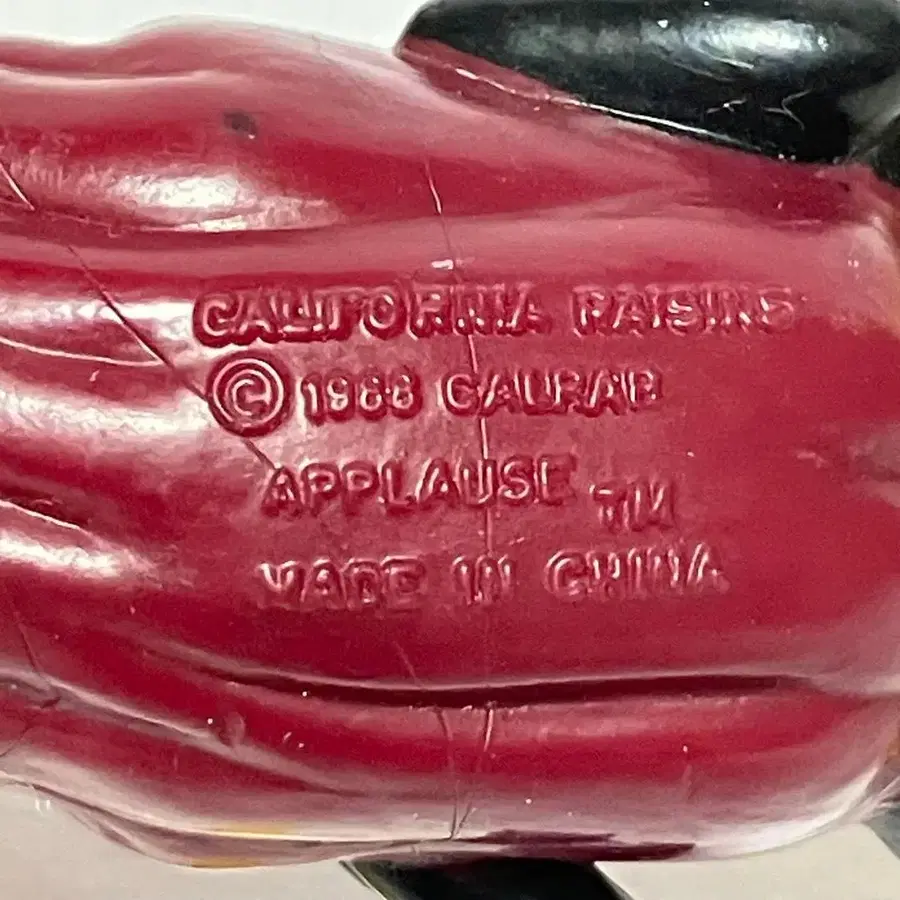 CALIFORNIA RAISINS
© 1988 CALRAB
APPLAUSE TM
MADE IN CHINA